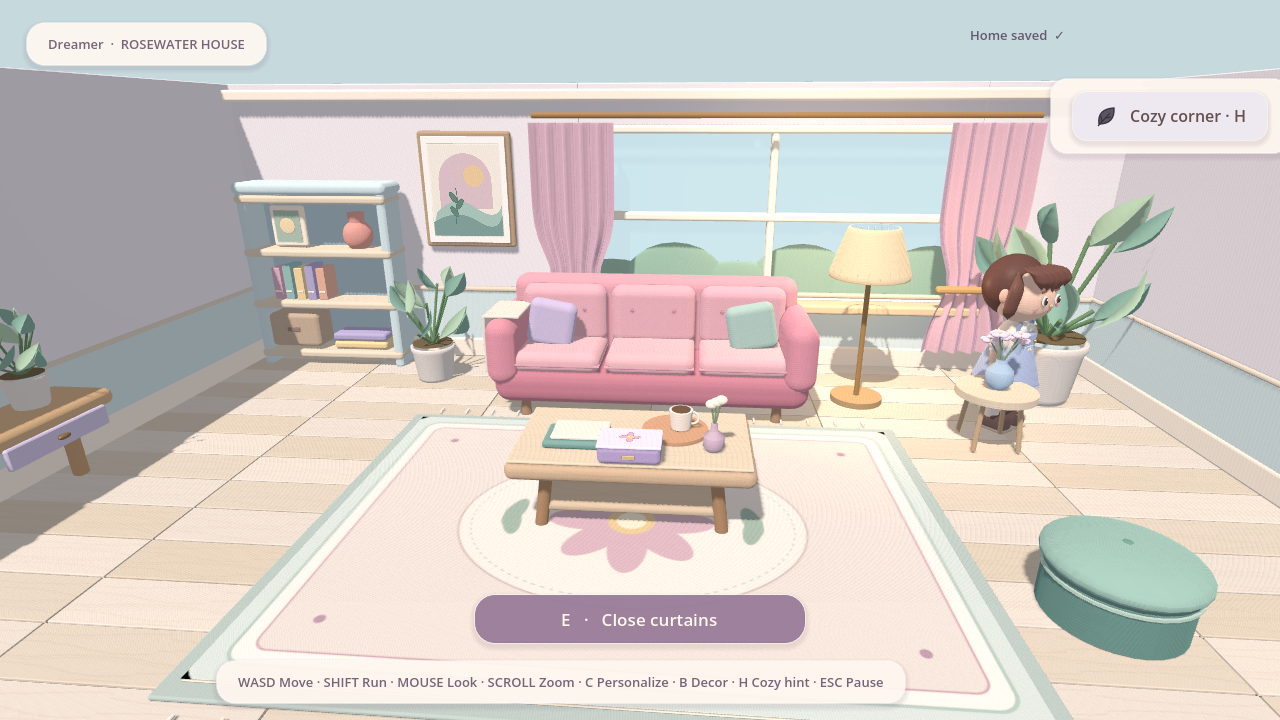 Dreamer · ROSEWATER HOUSE
Home saved ✓
Cozy corner · H
E · Close curtains
WASD Move · SHIFT Run · MOUSE Look · SCROLL Zoom · C Personalize · B Decor · H Cozy hint · ESC Pause